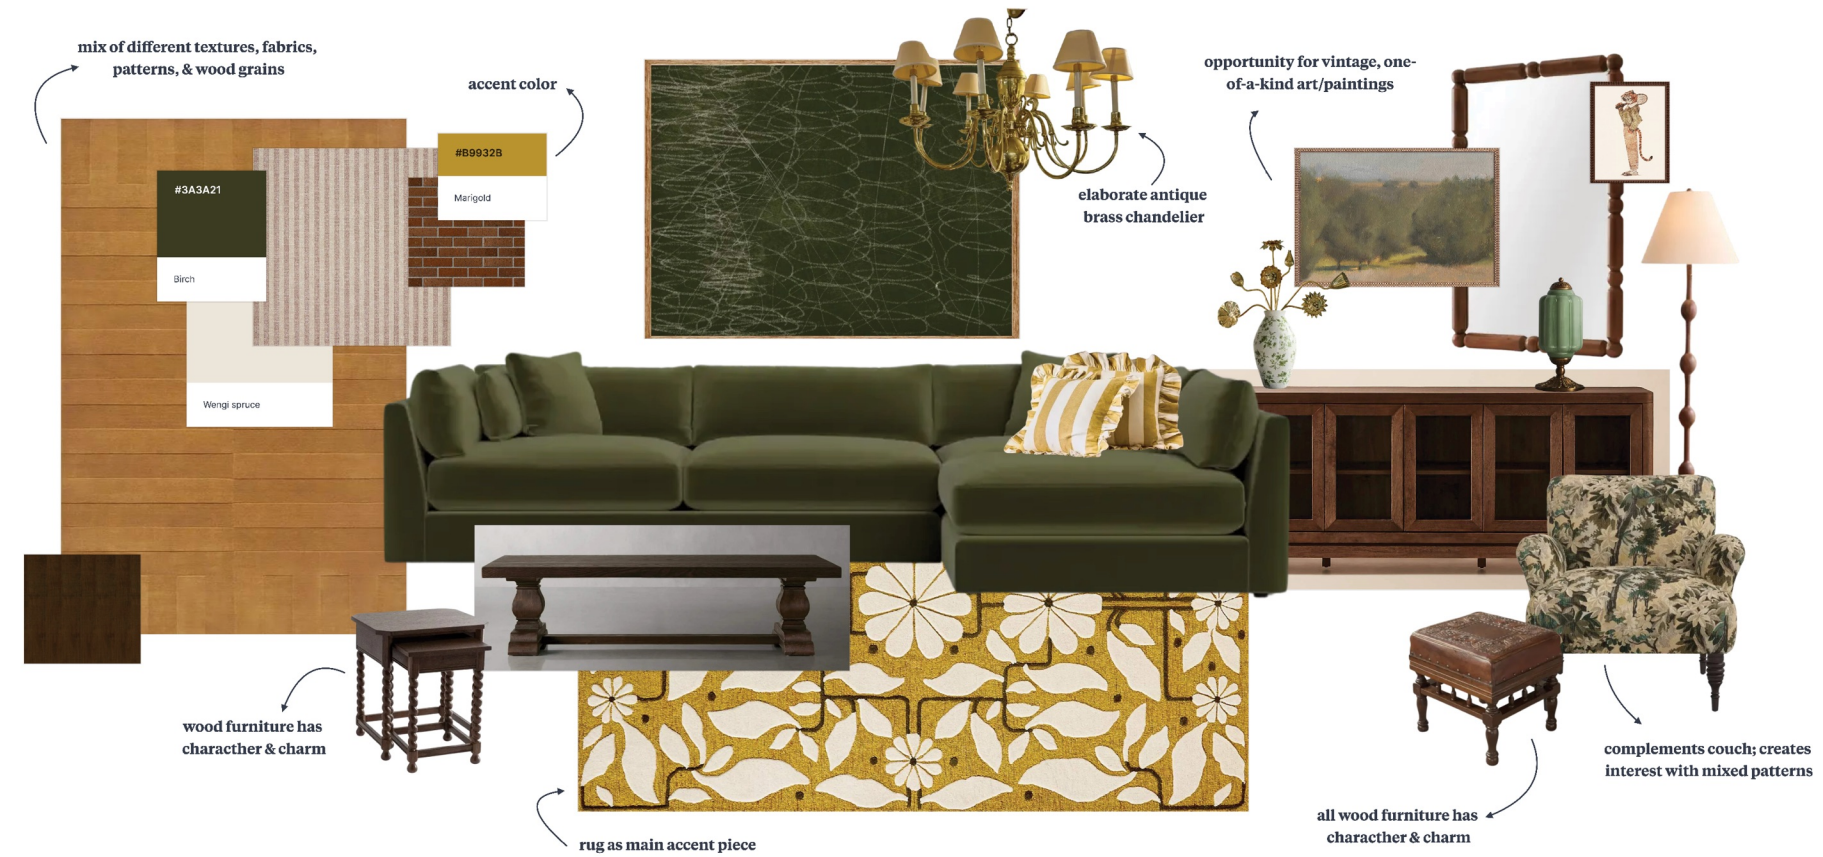 mix of different textures, fabrics,
patterns, & wood grains
accent color
#B9932B
Marigold
#3A3A21
Birch
Wengi spruce
elaborate antique
brass chandelier
opportunity for vintage, one-
of-a-kind art/paintings
wood furniture has
characther & charm
rug as main accent piece
complements couch; creates
interest with mixed patterns
all wood furniture has
characther & charm